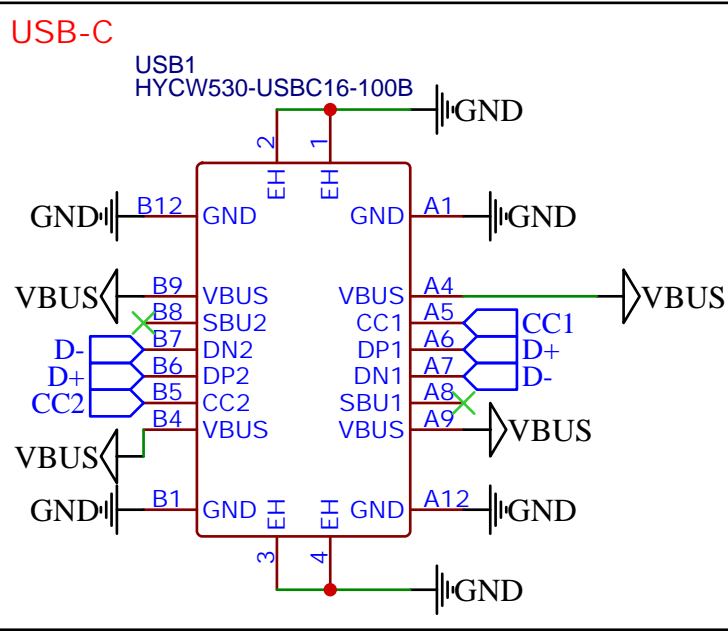 USB-C
USB1
HYCW530-USBC16-100B
2 1 GND
EH EH
GND B12 GND GND A1 GND
VBUS B9 VBUS VBUS A4 VBUS
B8 SBU2 CC1 A5 CC1
D- B7 DN2 DP1 A6 D+
D+ B6 DP2 DN1 A7 D-
CC2 B5 CC2 SBU1 A8
B4 VBUS VBUS A9 VBUS
VBUS
GND B1 GND EH EH GND A12 GND
3 4
GND